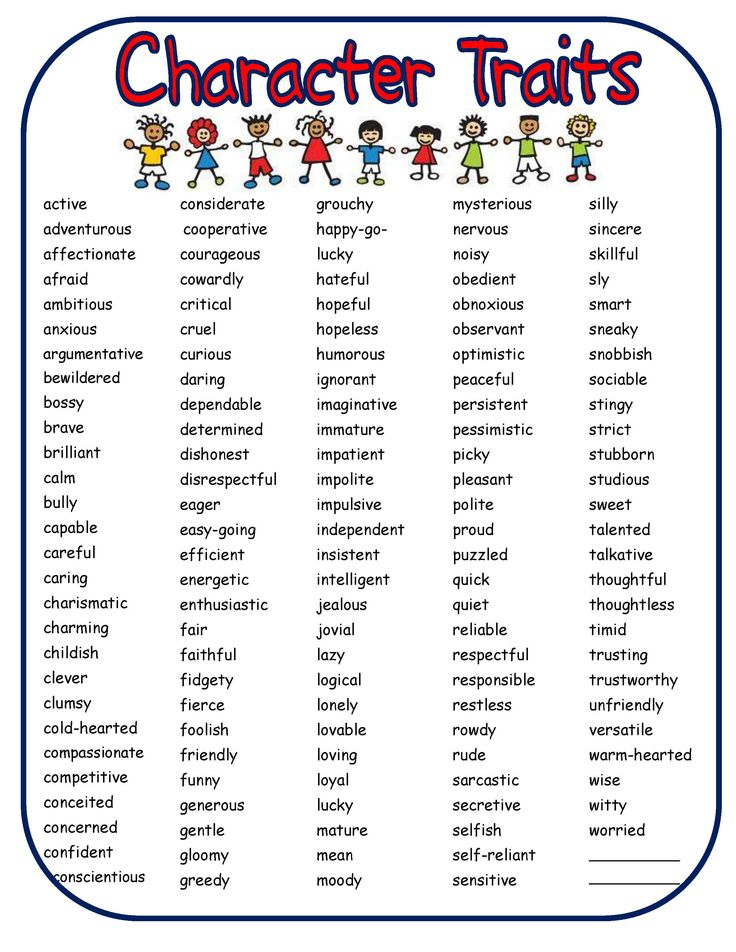 Character Traits
active
adventurous
affectionate
afraid
ambitious
anxious
argumentative
bewildered
bossy
brave
brilliant
calm
bully
capable
careful
caring
charismatic
charming
childish
clever
clumsy
cold-hearted
compassionate
competitive
conceited
concerned
confident
conscientious
considerate
cooperative
courageous
cowardly
critical
cruel
curious
daring
dependable
determined
dishonest
disrespectful
eager
easy-going
efficient
energetic
enthusiastic
fair
faithful
fidgety
fierce
foolish
friendly
funny
generous
gentle
gloomy
greedy
grouchy
happy-go-
lucky
hateful
hopeful
hopeless
humorous
ignorant
imaginative
immature
impatient
impolite
impulsive
independent
insistent
intelligent
jealous
jovial
lazy
logical
lonely
lovable
loving
loyal
lucky
mature
mean
moody
mysterious
nervous
noisy
obedient
obnoxious
observant
optimistic
peaceful
persistent
pessimistic
picky
pleasant
polite
proud
puzzled
quick
quiet
reliable
respectful
responsible
restless
rowdy
rude
sarcastic
secretive
selfish
self-reliant
sensitive
silly
sincere
skillful
sly
smart
sneaky
snobbish
sociable
stingy
strict
stubborn
studious
sweet
talented
talkative
thoughtful
thoughtless
timid
trusting
trustworthy
unfriendly
versatile
warm-hearted
wise
witty
worried